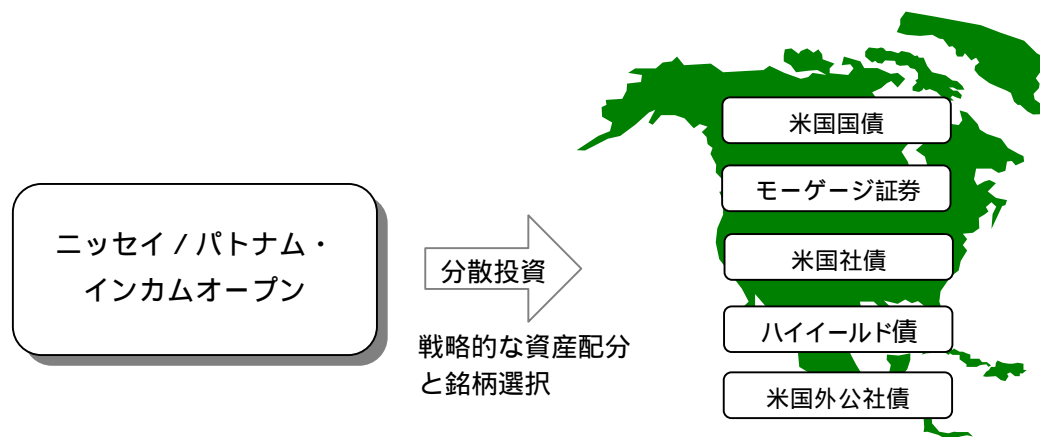 ニッセイ/パトナム・
インカムオープン
分散投資
戦略的な資産配分
と銘柄選択
米国国債
モーゲージ証券
米国社債
ハイイールド債
米国外公社債